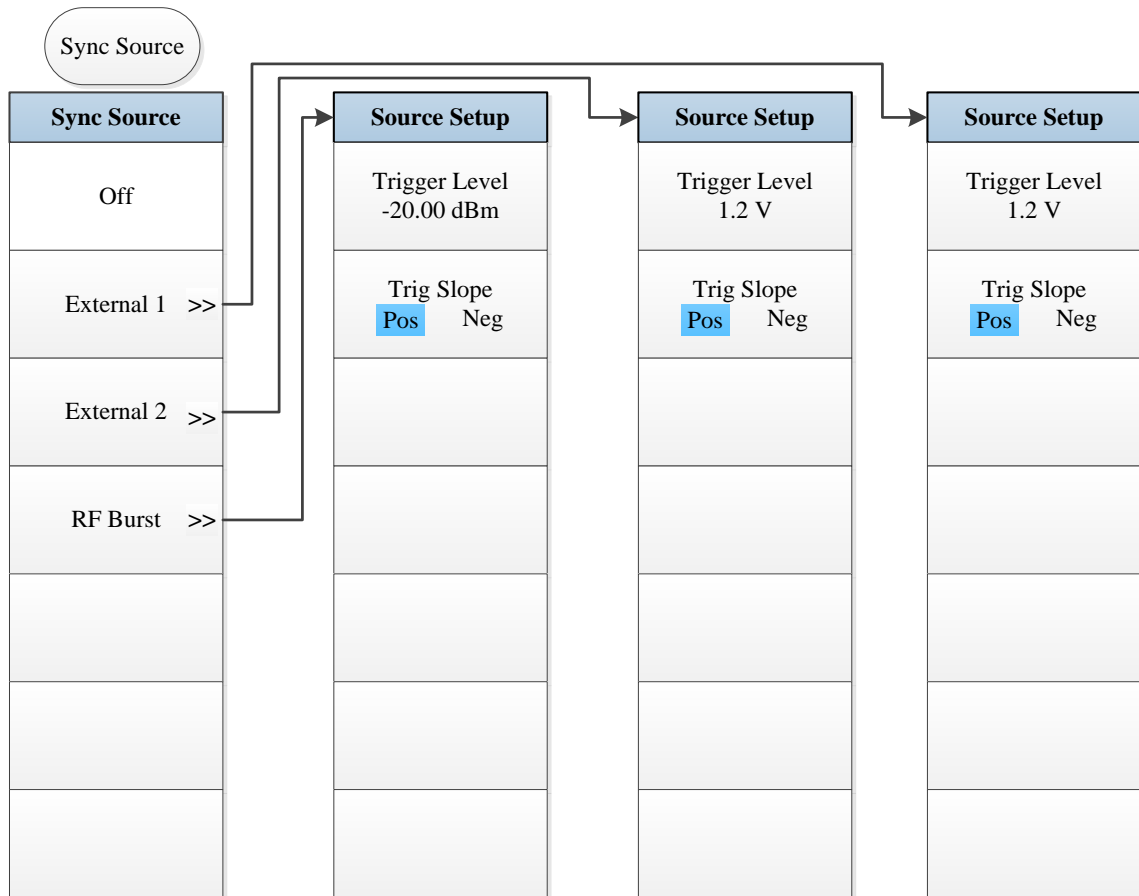 Sync Source
Sync Source
Off
External 1 >>
External 2 >>
RF Burst >>
Source Setup
Trigger Level
-20.00 dBm
Trig Slope
Pos Neg
Source Setup
Trigger Level
1.2 V
Trig Slope
Pos Neg
Source Setup
Trigger Level
1.2 V
Trig Slope
Pos Neg